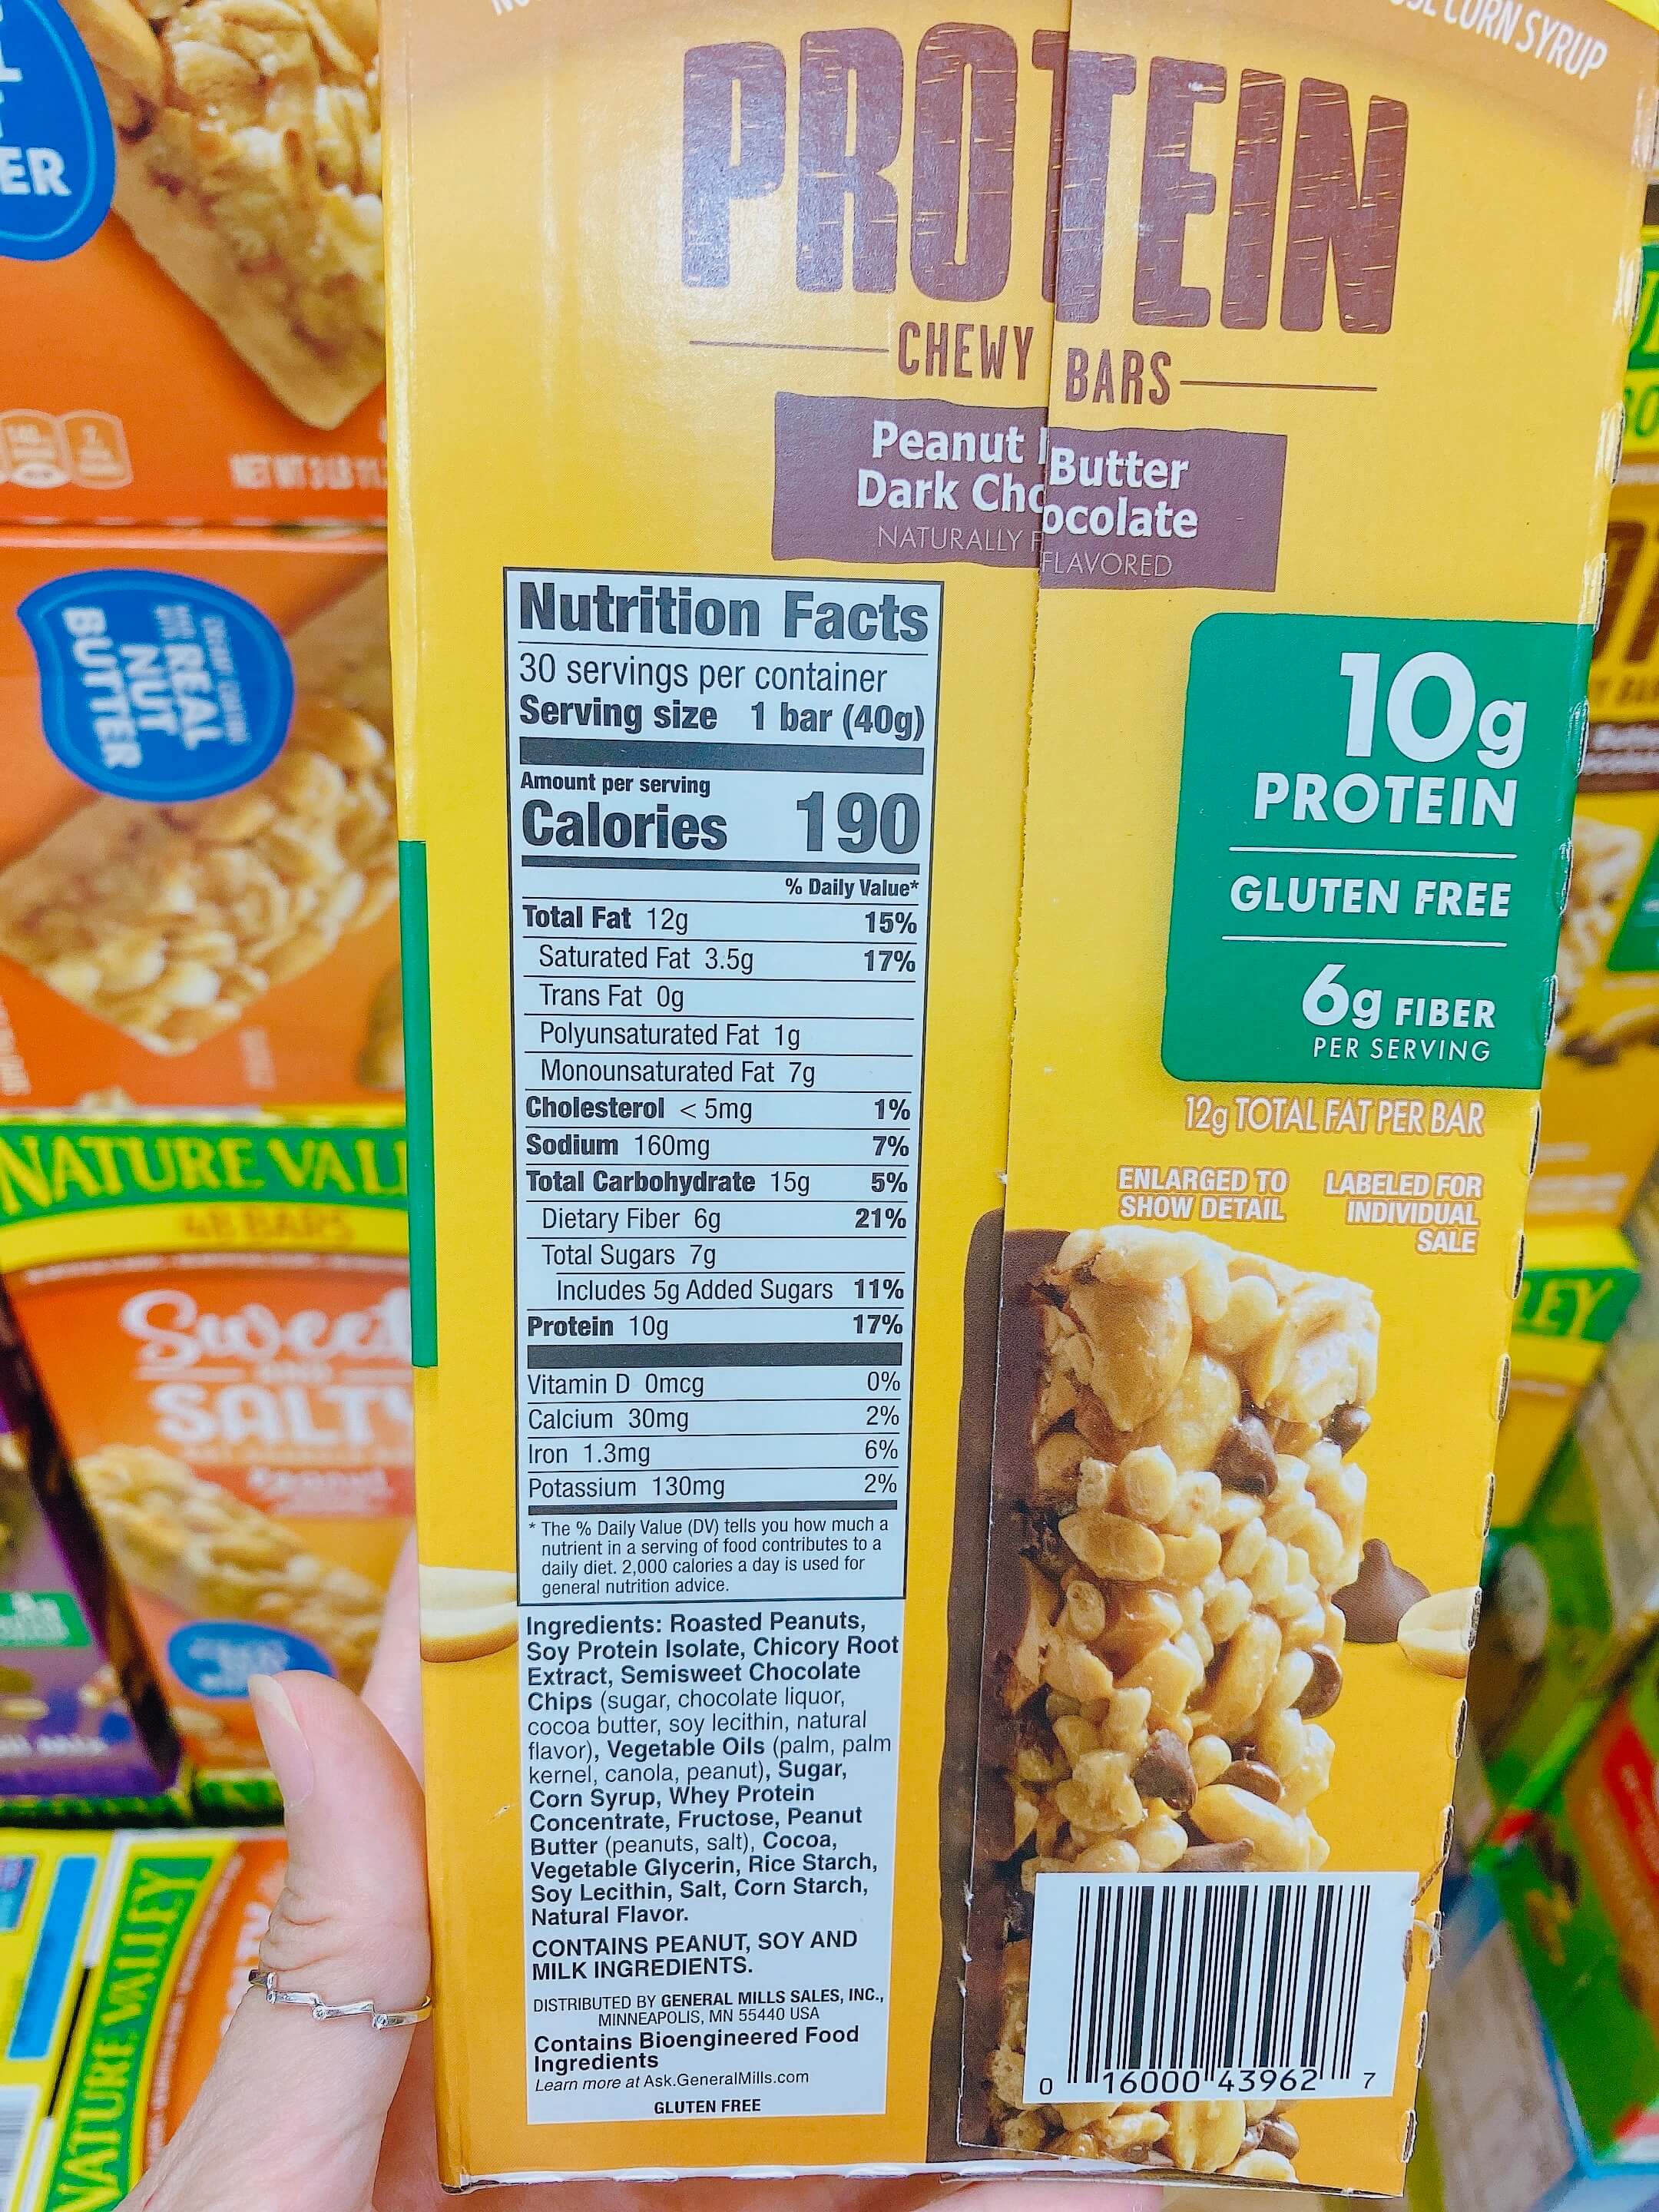 CORN SYRUP
PROTEIN
CHEWY BARS
Peanut Butter
Dark Chocolate
NATURALLY FLAVORED
Nutrition Facts
30 servings per container
Serving size 1 bar (40g)
Amount per serving
Calories 190
% Daily Value*
Total Fat 12g 15%
Saturated Fat 3.5g 17%
Trans Fat 0g
Polyunsaturated Fat 1g
Monounsaturated Fat 7g
Cholesterol < 5mg 1%
Sodium 160mg 7%
Total Carbohydrate 15g 5%
Dietary Fiber 6g 21%
Total Sugars 7g
Includes 5g Added Sugars 11%
Protein 10g 17%
Vitamin D 0mcg 0%
Calcium 30mg 2%
Iron 1.3mg 6%
Potassium 130mg 2%
* The % Daily Value (DV) tells you how much a
nutrient in a serving of food contributes to a
daily diet. 2,000 calories a day is used for
general nutrition advice.
Ingredients: Roasted Peanuts,
Soy Protein Isolate, Chicory Root
Extract, Semisweet Chocolate
Chips (sugar, chocolate liquor,
cocoa butter, soy lecithin, natural
flavor), Vegetable Oils (palm, palm
kernel, canola, peanut), Sugar,
Corn Syrup, Whey Protein
Concentrate, Fructose, Peanut
Butter (peanuts, salt), Cocoa,
Vegetable Glycerin, Rice Starch,
Soy Lecithin, Salt, Corn Starch,
Natural Flavor.
CONTAINS PEANUT, SOY AND
MILK INGREDIENTS.
DISTRIBUTED BY GENERAL MILLS SALES, INC.,
MINNEAPOLIS, MN 55440 USA
Contains Bioengineered Food
Ingredients
Learn more at Ask.GeneralMills.com
GLUTEN FREE
10g
PROTEIN
GLUTEN FREE
6g FIBER
PER SERVING
12g TOTAL FAT PER BAR
ENLARGED TO
SHOW DETAIL
LABELED FOR
INDIVIDUAL
SALE
0 16000 43962 7
ER
REAL
NUT
BUTTER
NATURE VALL
48 BARS
Sweet
AND
SALTY
Peanut
NATURE VALLEY
LEY